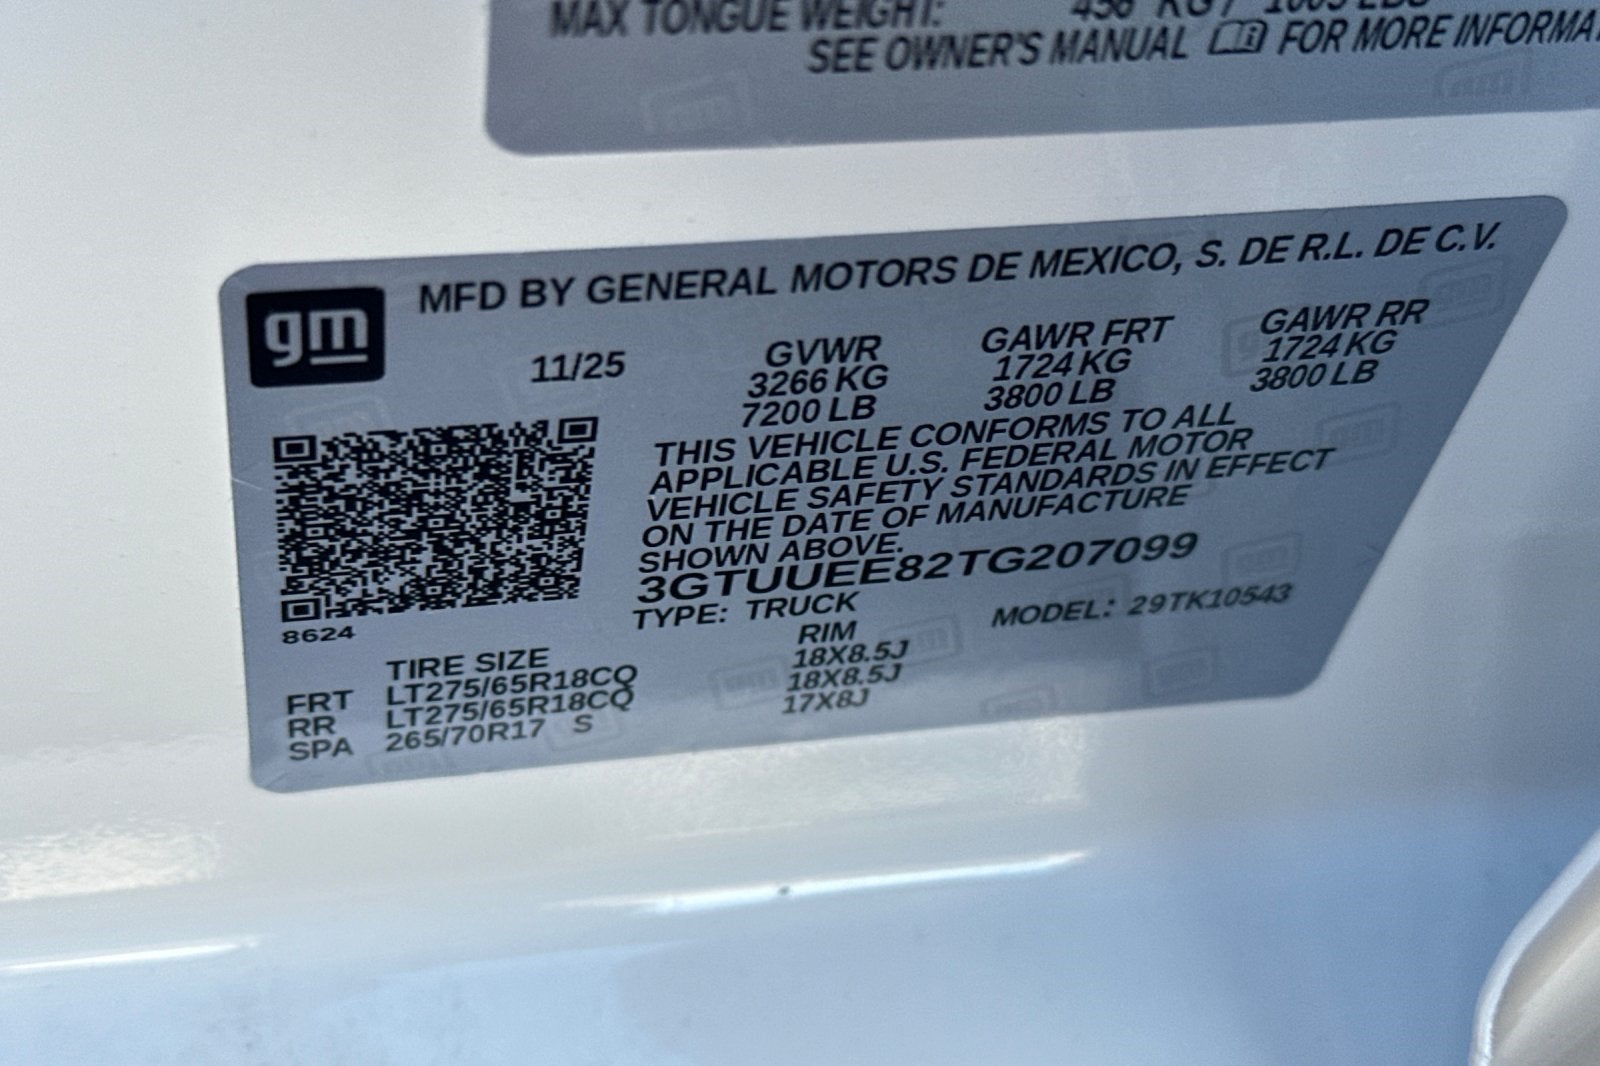 MAX TONGUE WEIGHT: 456 KG / 1005 LBS
SEE OWNER'S MANUAL FOR MORE
gm
MFD BY GENERAL MOTORS DE MEXICO, S. DE R.L. DE C.V.
11/25
GVWR GAWR FRT GAWR RR
3266 KG 1724 KG 1724 KG
7200 LB 3800 LB 3800 LB
THIS VEHICLE CONFORMS TO ALL
APPLICABLE U.S. FEDERAL MOTOR
VEHICLE SAFETY STANDARDS IN EFFECT
ON THE DATE OF MANUFACTURE
SHOWN ABOVE.
3GTUUEE82TG207099
TYPE: TRUCK MODEL: 29TK10543
8624
TIRE SIZE RIM
FRT LT275/65R18CQ 18X8.5J
RR LT275/65R18CQ 18X8.5J
SPA 265/70R17 S 17X8J